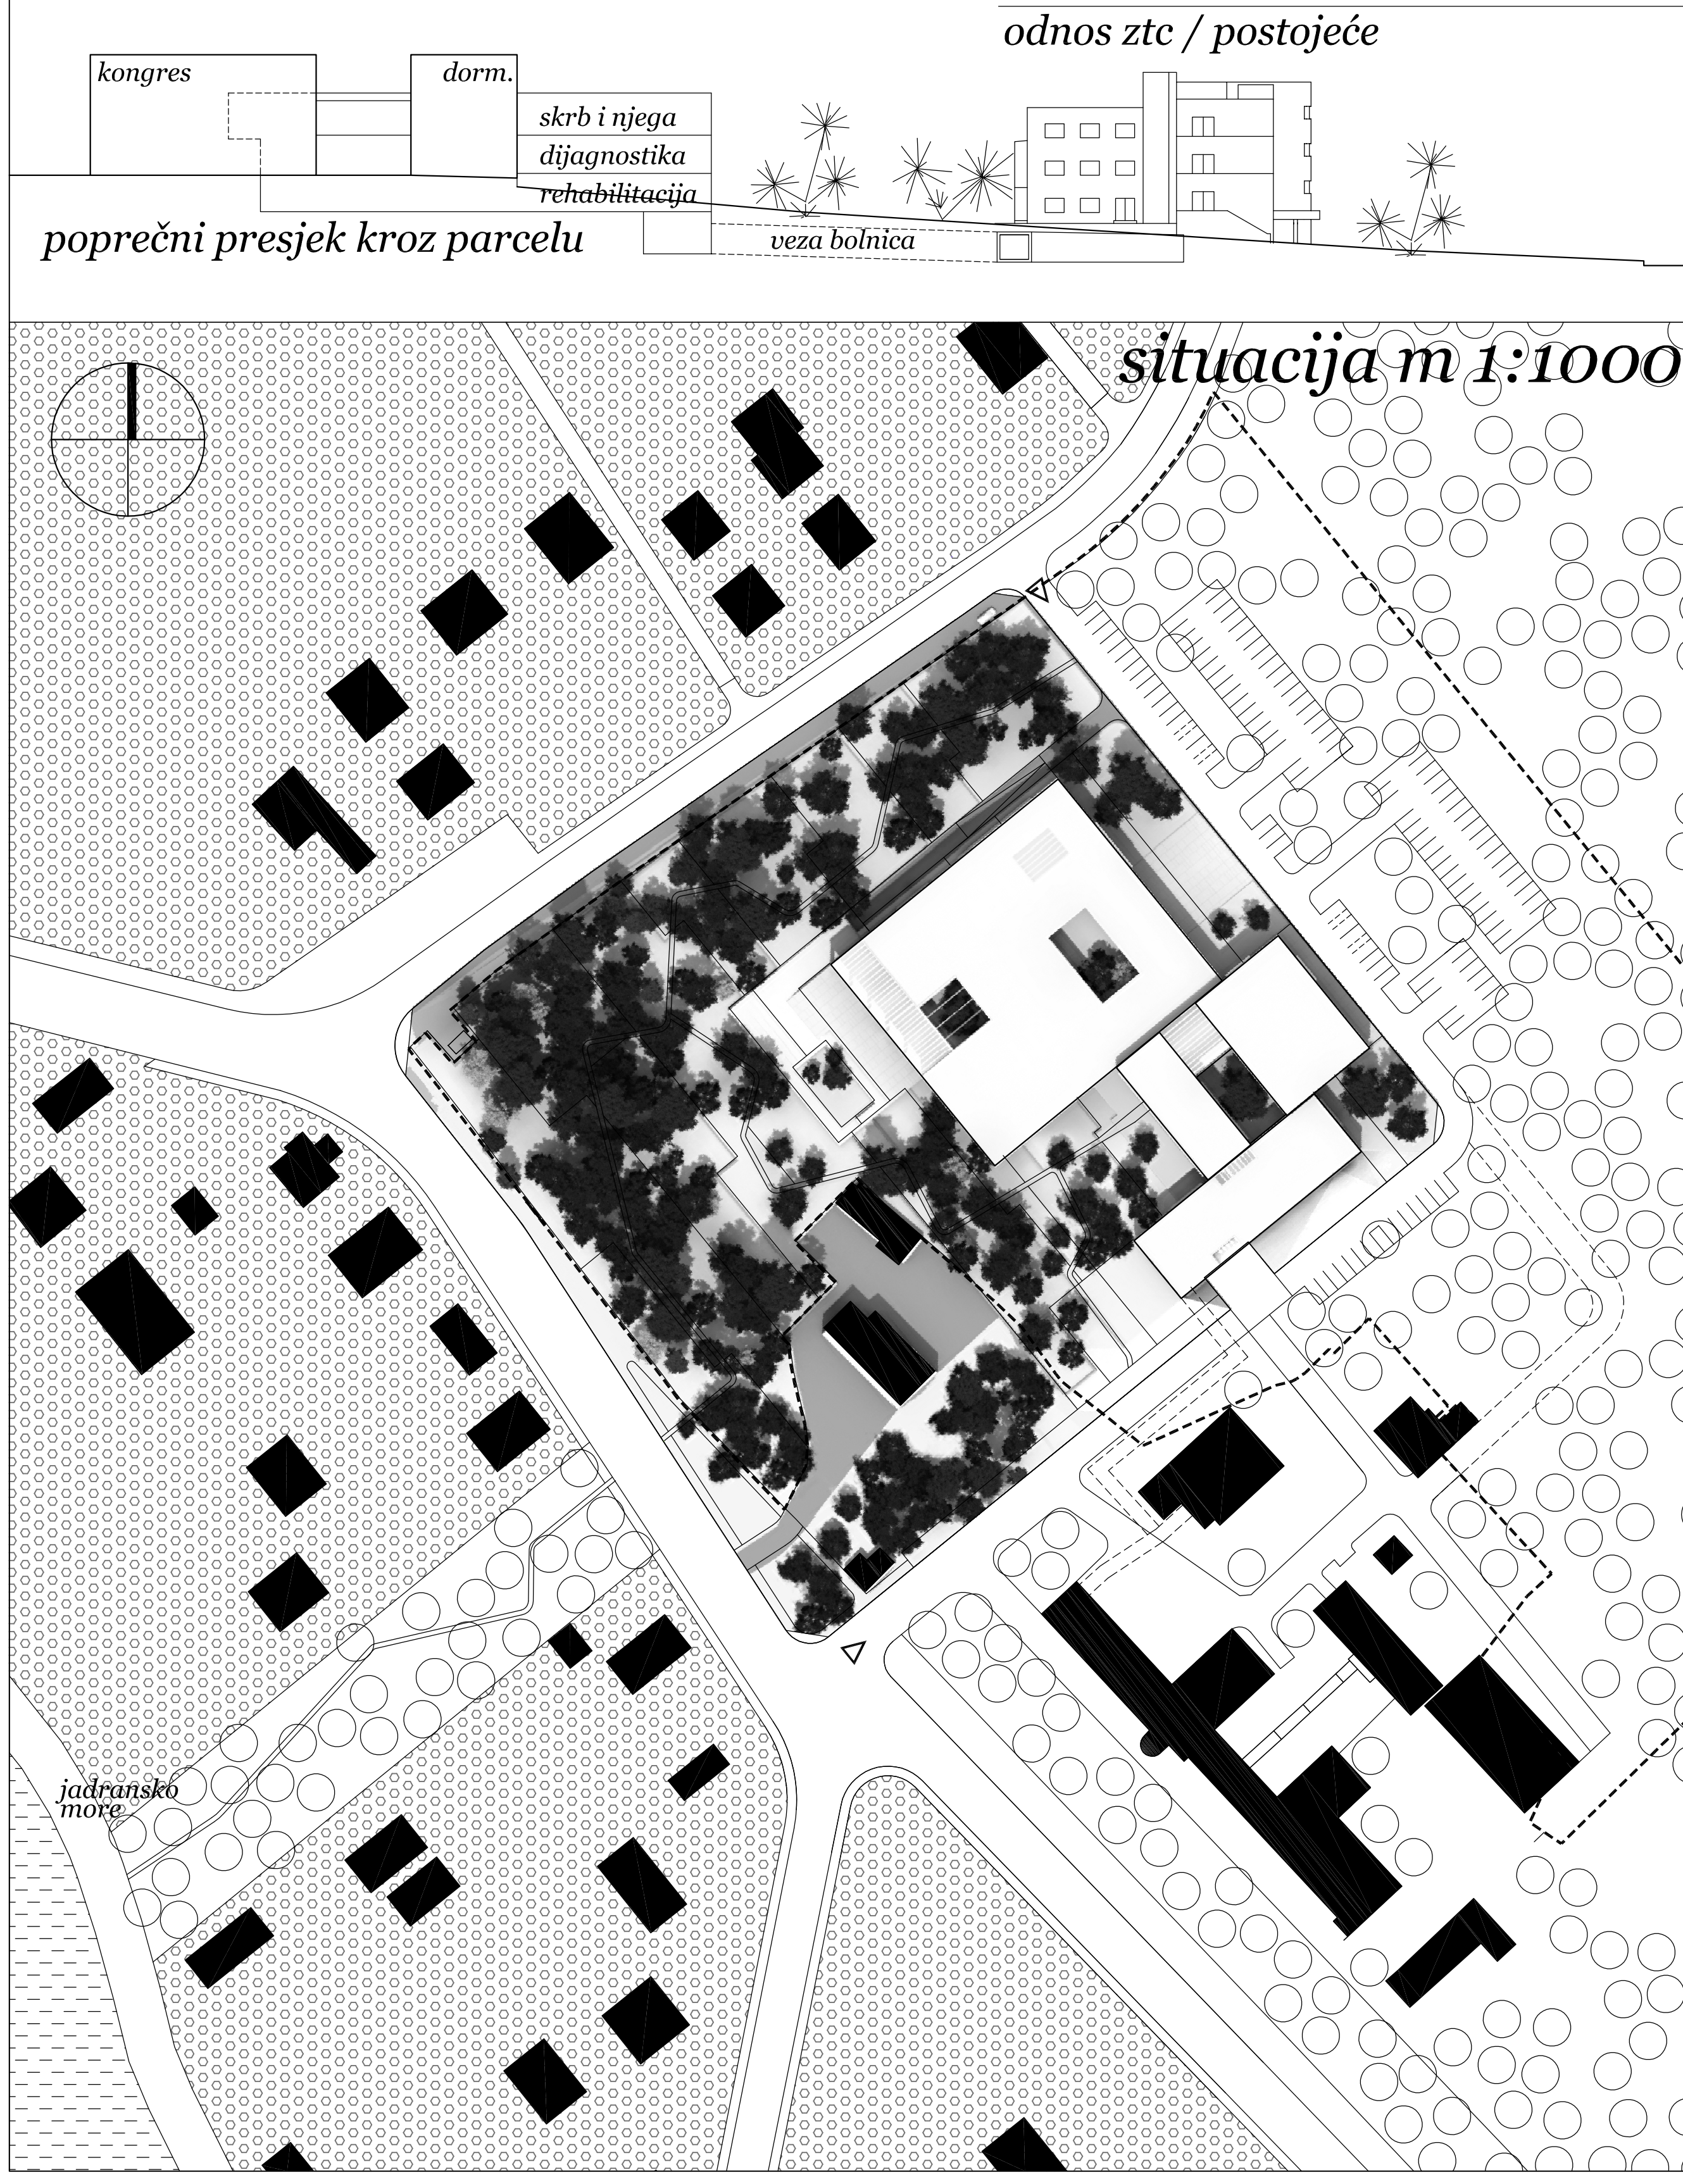 odnos ztc / postojeće
kongres
dorm.
skrb i njega
dijagnostika
rehabilitacija
poprečni presjek kroz parcelu
veza bolnica
situacija m 1:1000
jadransko
more